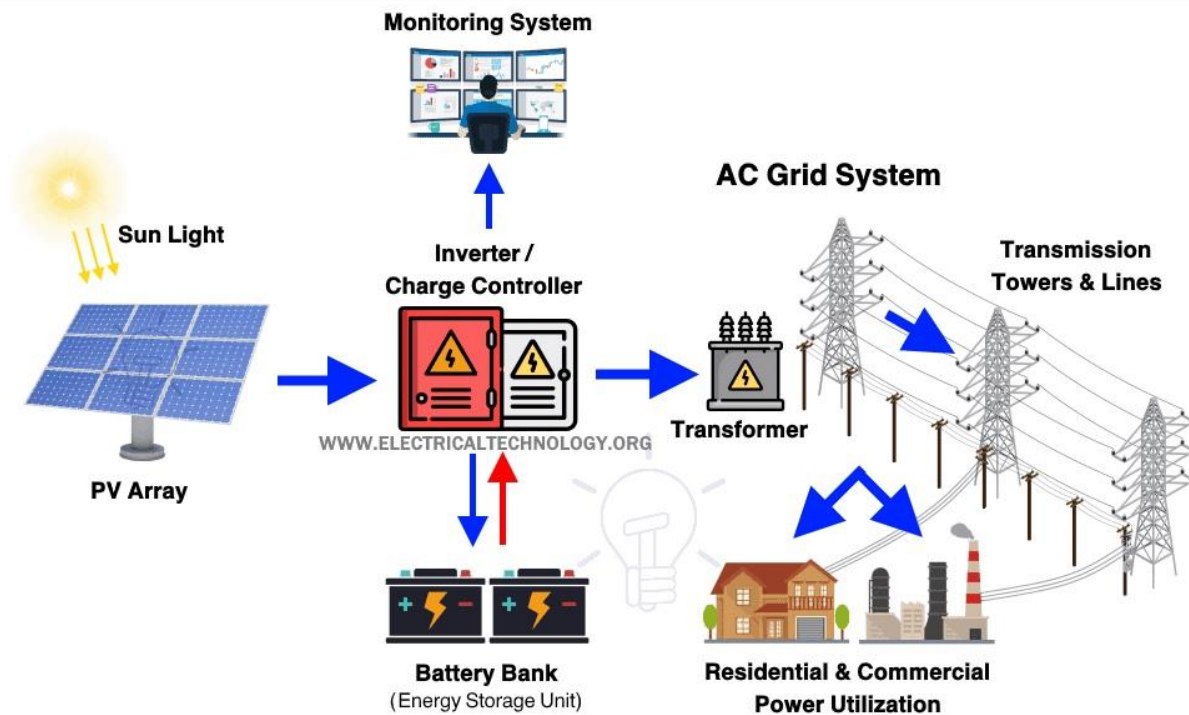 Monitoring System
AC Grid System
Sun Light
Inverter /
Charge Controller
Transmission
Towers & Lines
WWW.ELECTRICALTECHNOLOGY.ORG
Transformer
PV Array
+ - + -
Battery Bank
(Energy Storage Unit)
Residential & Commercial
Power Utilization